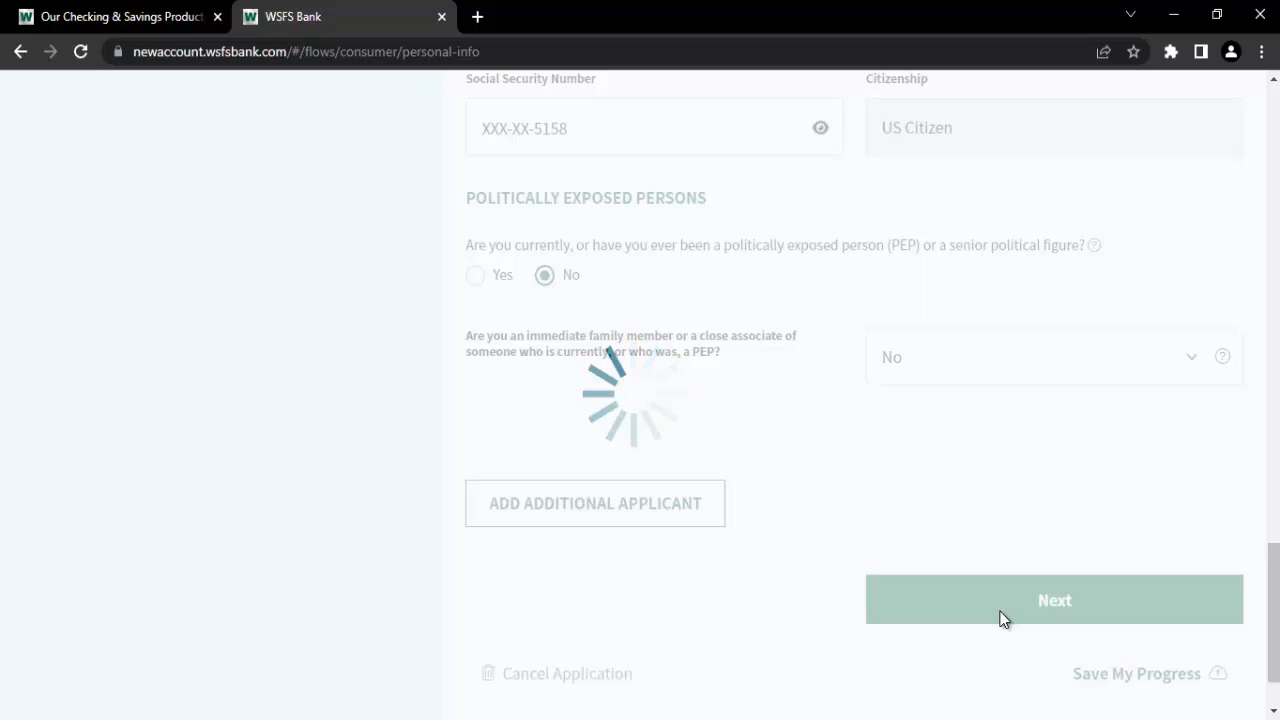 Our Checking & Savings Product
WSFS Bank
newaccount.wsfsbank.com/#/flows/consumer/personal-info
Social Security Number
Citizenship
XXX-XX-5158
US Citizen
POLITICALLY EXPOSED PERSONS
Are you currently, or have you ever been a politically exposed person (PEP) or a senior political figure?
Yes
No
Are you an immediate family member or a close associate of
someone who is currently, or who was, a PEP?
No
ADD ADDITIONAL APPLICANT
Next
Cancel Application
Save My Progress